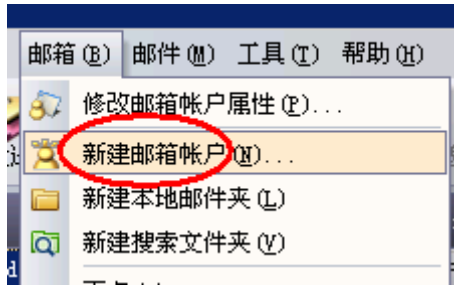 邮箱(B) 邮件(M) 工具(T) 帮助(H)
修改邮箱帐户属性(P)...
新建邮箱帐户(N)...
新建本地邮件夹(L)
新建搜索文件夹(V)